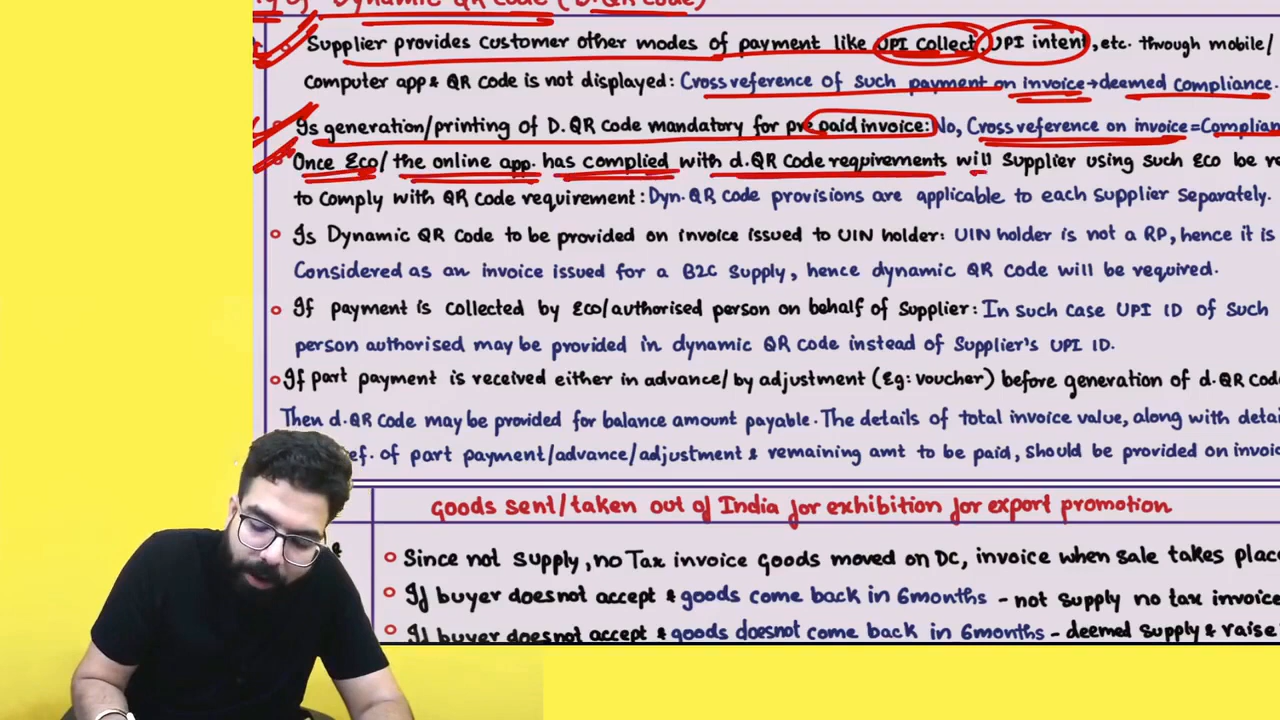 Dynamic QR Code (D.QR Code)
Supplier provides customer other modes of payment like UPI collect, UPI intent, etc. through mobile/
computer app & QR code is not displayed: Cross reference of such payment on invoice→deemed Compliance.
Is generation/printing of D.QR Code mandatory for pre paid invoice: No, Cross reference on invoice=
Once Eco/ the online app. has complied with d.QR Code requirements will Supplier using such Eco be
to comply with QR code requirement: Dyn. QR code provisions are applicable to each supplier separately.
Is Dynamic QR Code to be provided on invoice issued to UIN holder: UIN holder is not a RP, hence it is
Considered as an invoice issued for a B2C supply, hence dynamic QR code will be required.
If payment is collected by Eco/authorised person on behalf of Supplier: In such case UPI ID of such
person authorised may be provided in dynamic QR code instead of Supplier's UPI ID.
If part payment is received either in advance/ by adjustment (Eg: voucher) before generation of d.QR
Then d.QR Code may be provided for balance amount payable. The details of total invoice value, along with
ef. of part payment/advance/adjustment & remaining amt to be paid, should be provided on
goods sent/taken out of India for exhibition for export promotion
Since not supply, no Tax invoice goods moved on DC, invoice when sale takes
If buyer doesnot accept & goods come back in 6months - not supply no tax invoice
If buyer doesnot accept & goods doesnot come back in 6months - deemed supply & raise